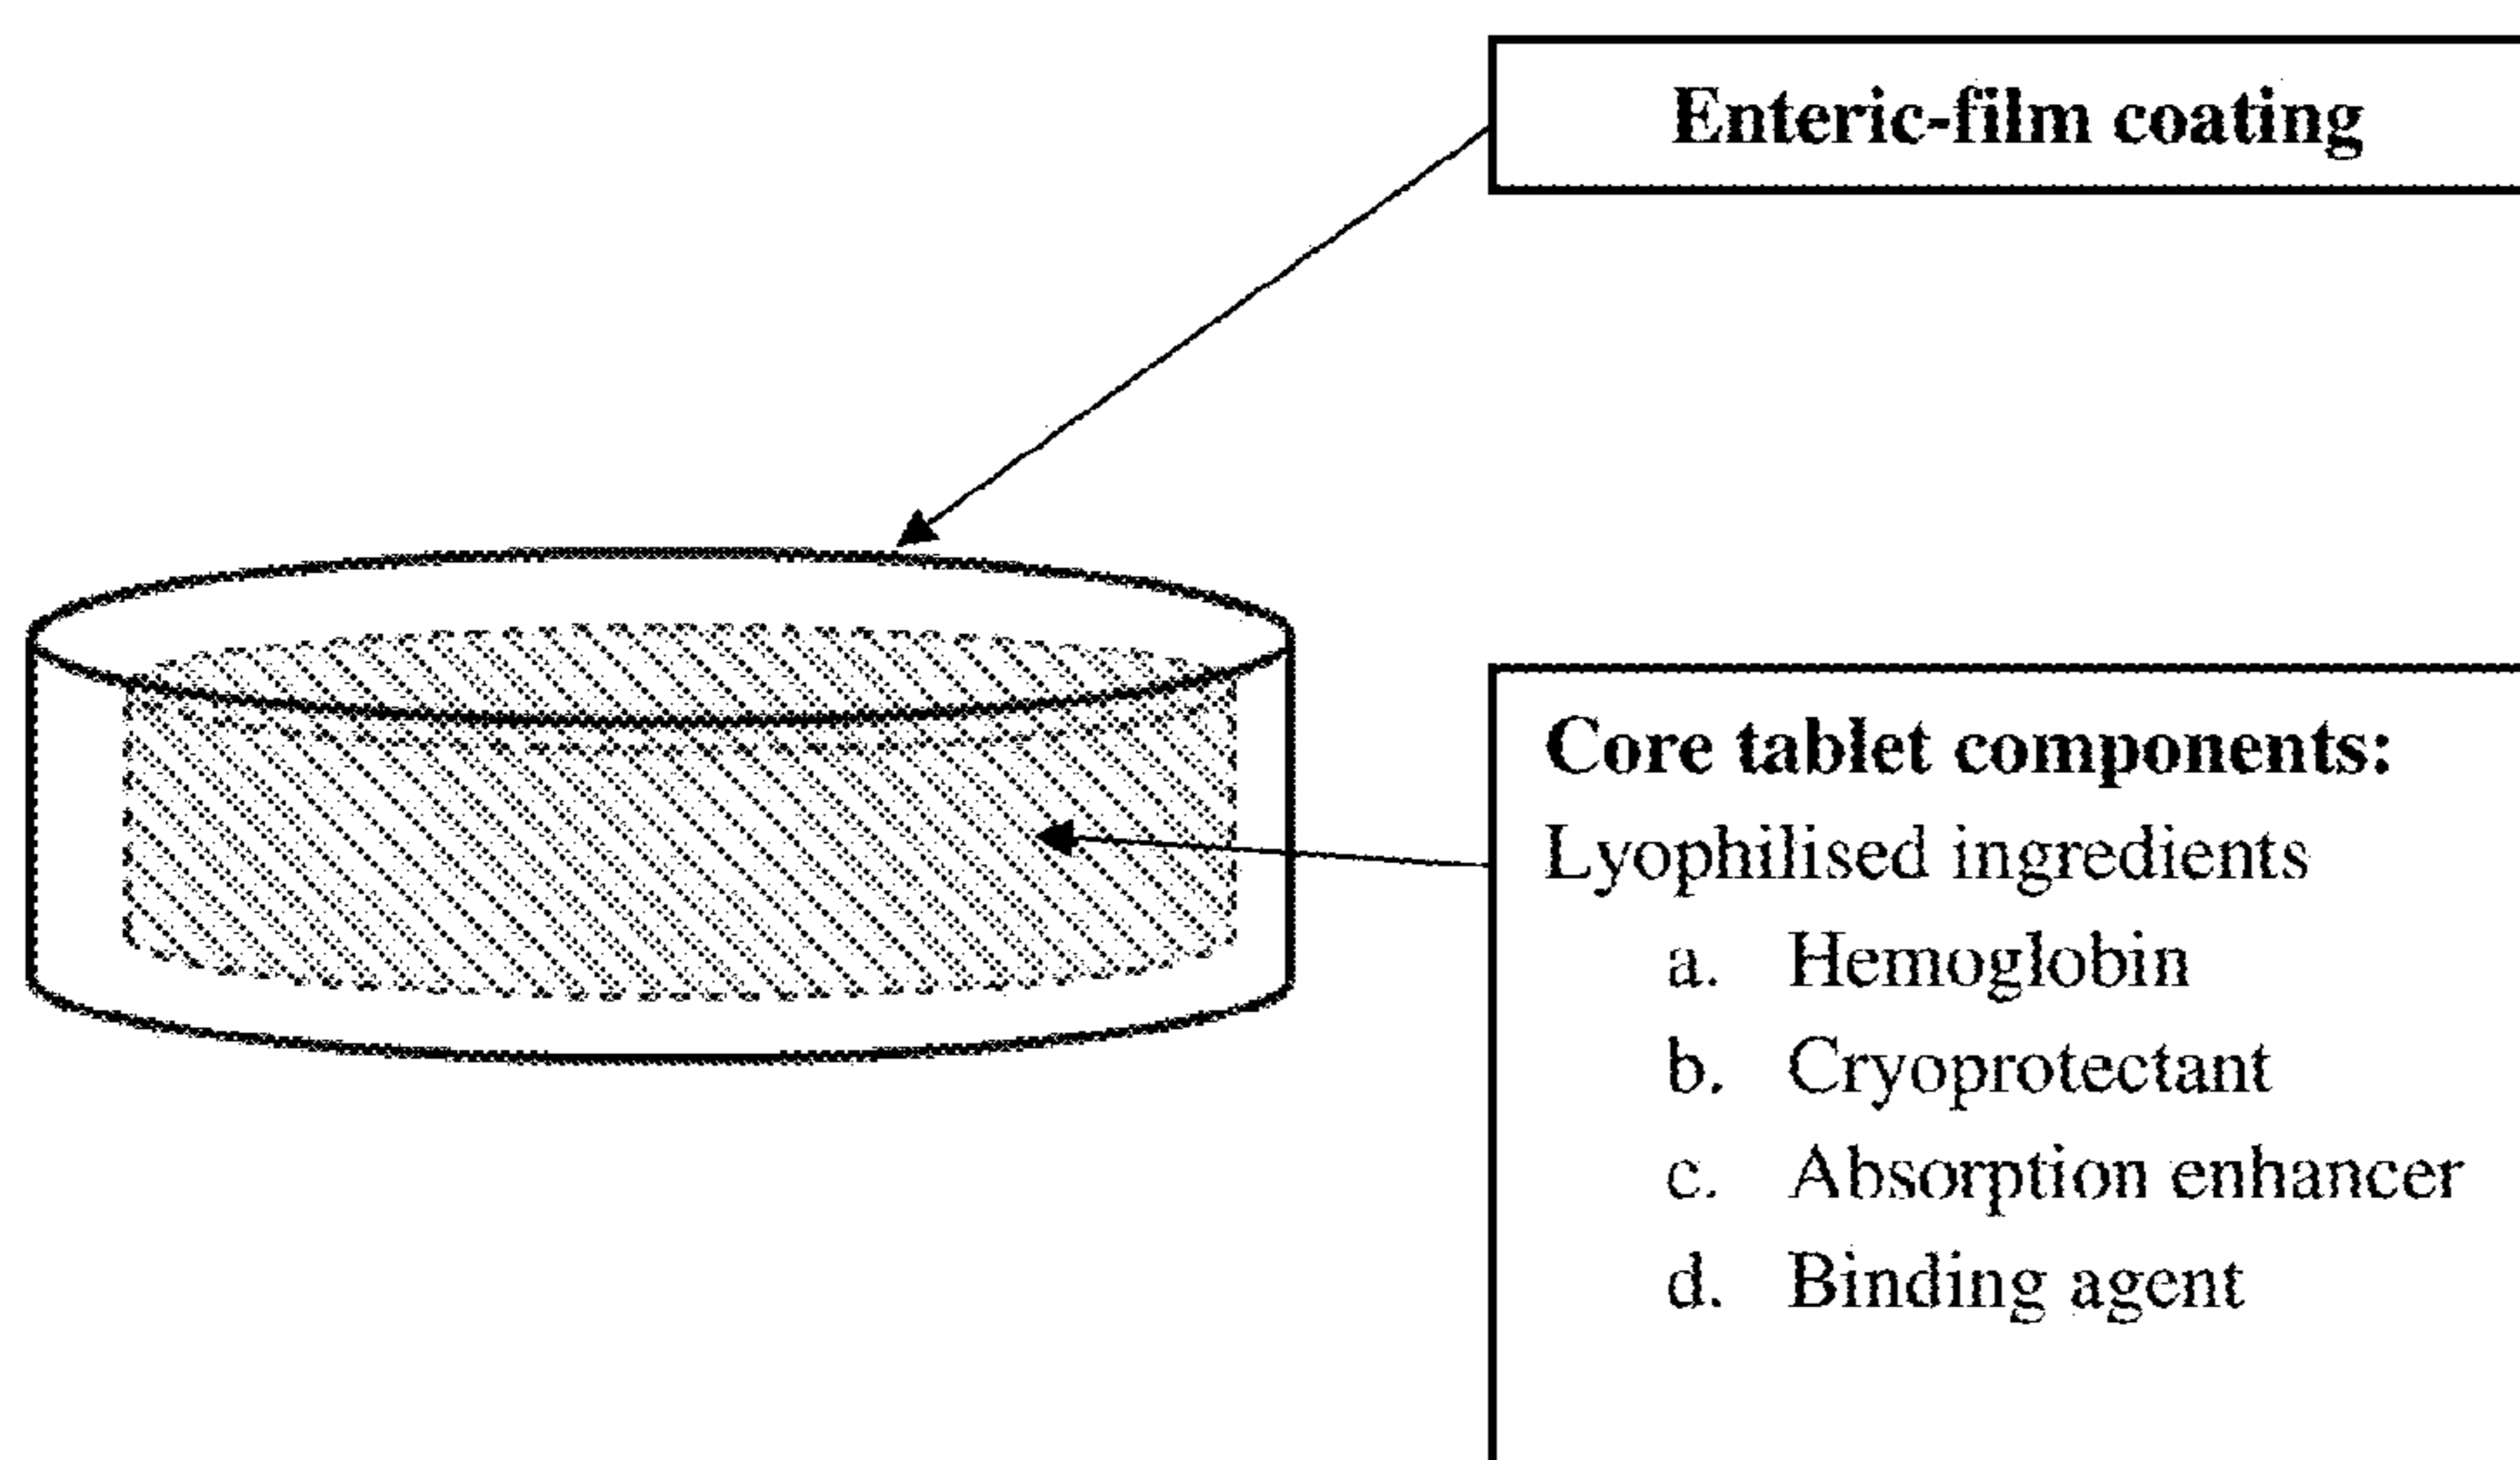 Enteric-film coating
Core tablet components:
Lyophilised ingredients
a. Hemoglobin
b. Cryoprotectant
c. Absorption enhancer
d. Binding agent